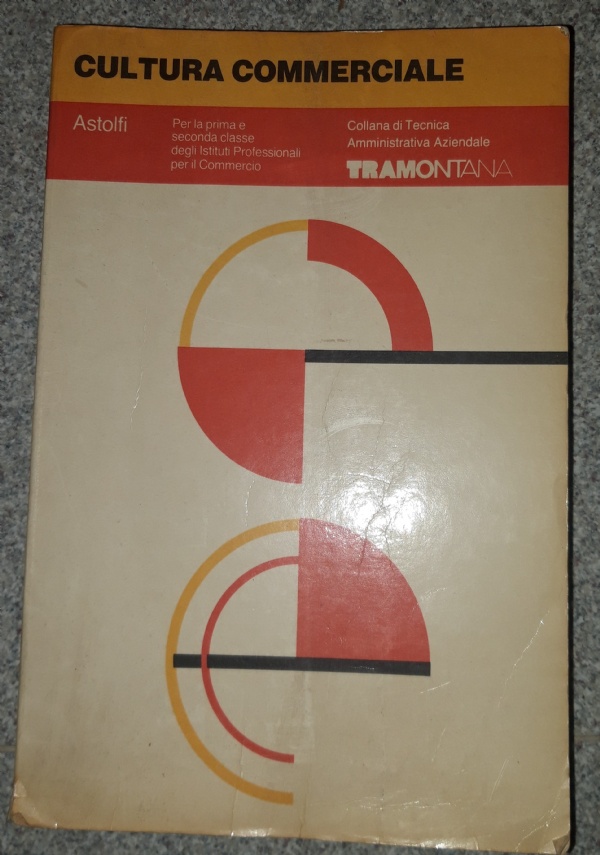 CULTURA COMMERCIALE
Astolfi
Per la prima e
seconda classe
degli Istituti Professionali
per il Commercio
Collana di Tecnica
Amministrativa Aziendale
TRAMONTANA